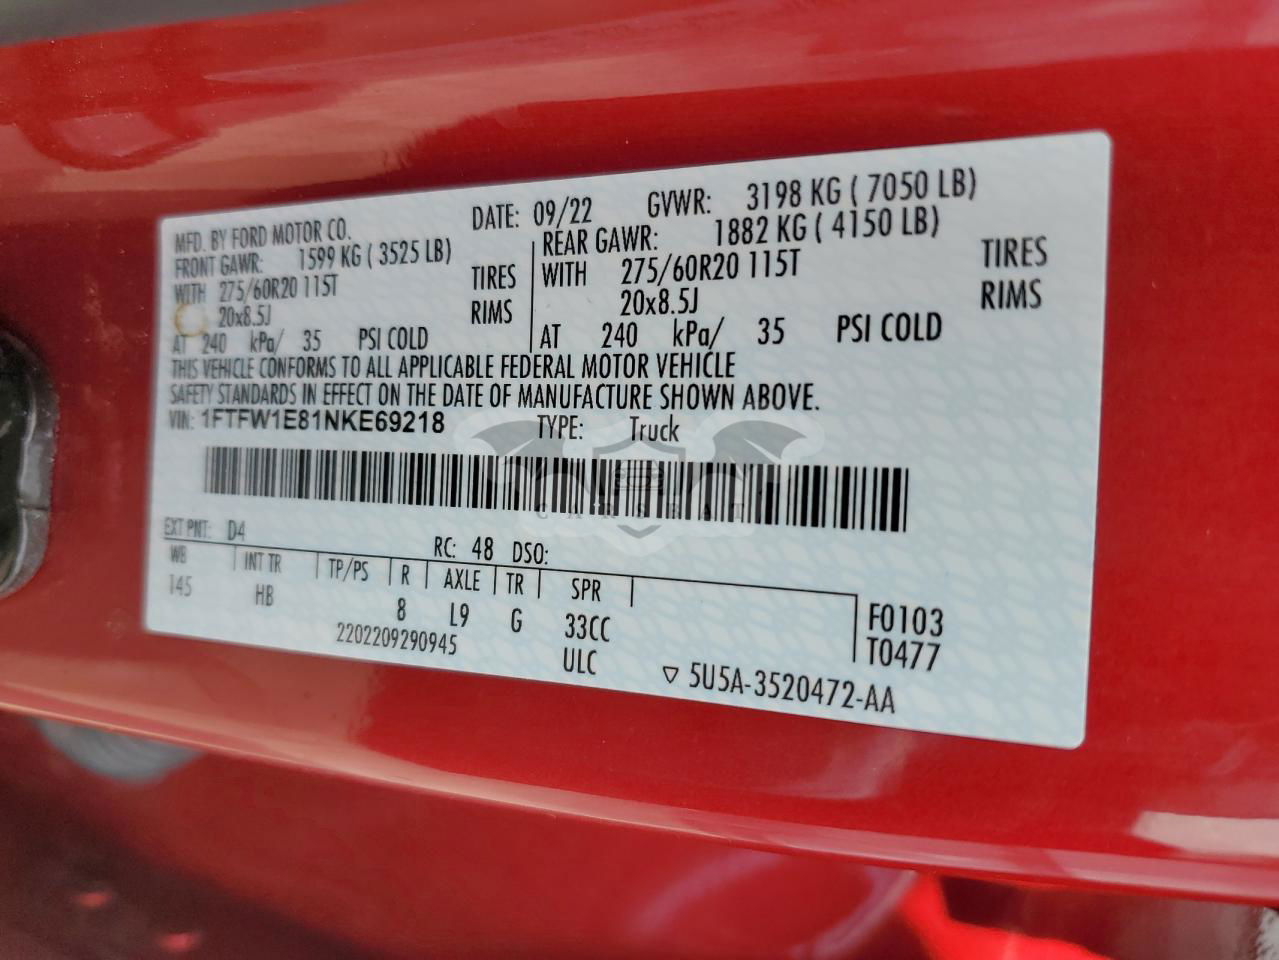 MFD. BY FORD MOTOR CO. DATE: 09/22 GVWR: 3198 KG ( 7050 LB)
FRONT GAWR: 1599 KG ( 3525 LB) REAR GAWR: 1882 KG ( 4150 LB)
WITH 275/60R20 115T TIRES WITH 275/60R20 115T TIRES
20x8.5J RIMS 20x8.5J RIMS
AT 240 kPa/ 35 PSI COLD AT 240 kPa/ 35 PSI COLD
THIS VEHICLE CONFORMS TO ALL APPLICABLE FEDERAL MOTOR VEHICLE
SAFETY STANDARDS IN EFFECT ON THE DATE OF MANUFACTURE SHOWN ABOVE.
VIN: 1FTFW1E81NKE69218 TYPE: Truck
CARSBAT
EXT PNT: D4 RC: 48 DSO:
WB INT TR TP/PS R AXLE TR SPR
145 HB 8 L9 G 33CC F0103
2202209290945 ULC T0477
▽ 5U5A-3520472-AA